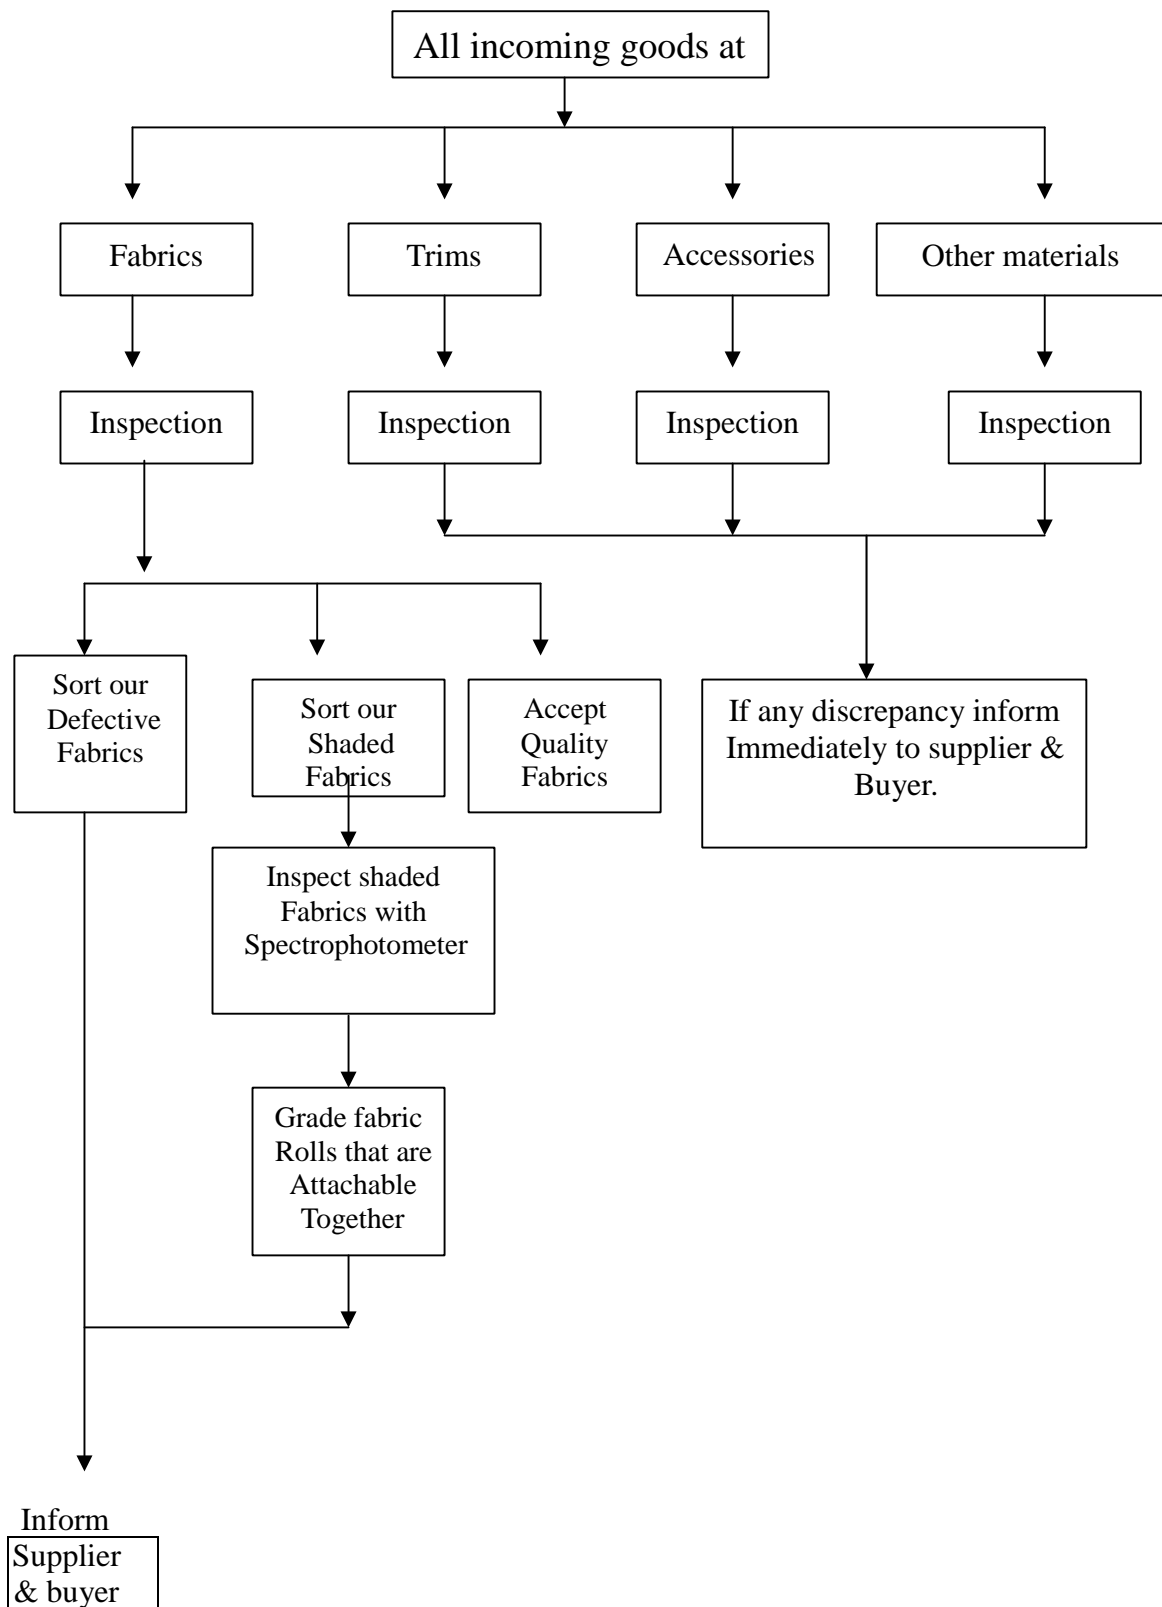 All incoming goods at
Fabrics
Trims
Accessories
Other materials
Inspection
Inspection
Inspection
Inspection
Sort our
Defective
Fabrics
Sort our
Shaded
Fabrics
Accept
Quality
Fabrics
If any discrepancy inform
Immediately to supplier &
Buyer.
Inspect shaded
Fabrics with
Spectrophotometer
Grade fabric
Rolls that are
Attachable
Together
Inform
Supplier
& buyer